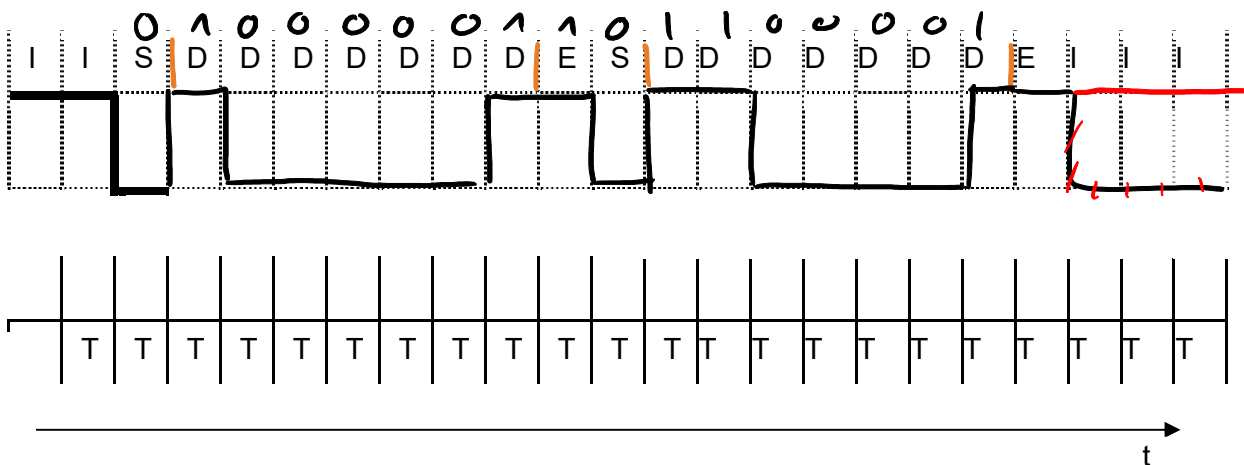 0 1 0 0 0 0 0 1 1 0 1 1 0 0 0 0 1
I I S D D D D D D D E S D D D D D D D E I I I
T T T T T T T T T T T T T T T T T T T T T T
t